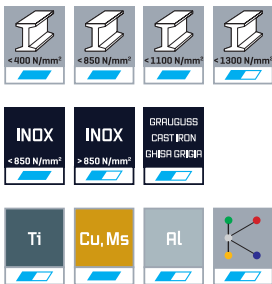 <400 N/mm² <850 N/mm² <1100 N/mm² <1300 N/mm²
INOX INOX GRAUGUSS
CAST IRON
GHISA GRIGIA
<850 N/mm² >850 N/mm²
Ti Cu, Ms Al